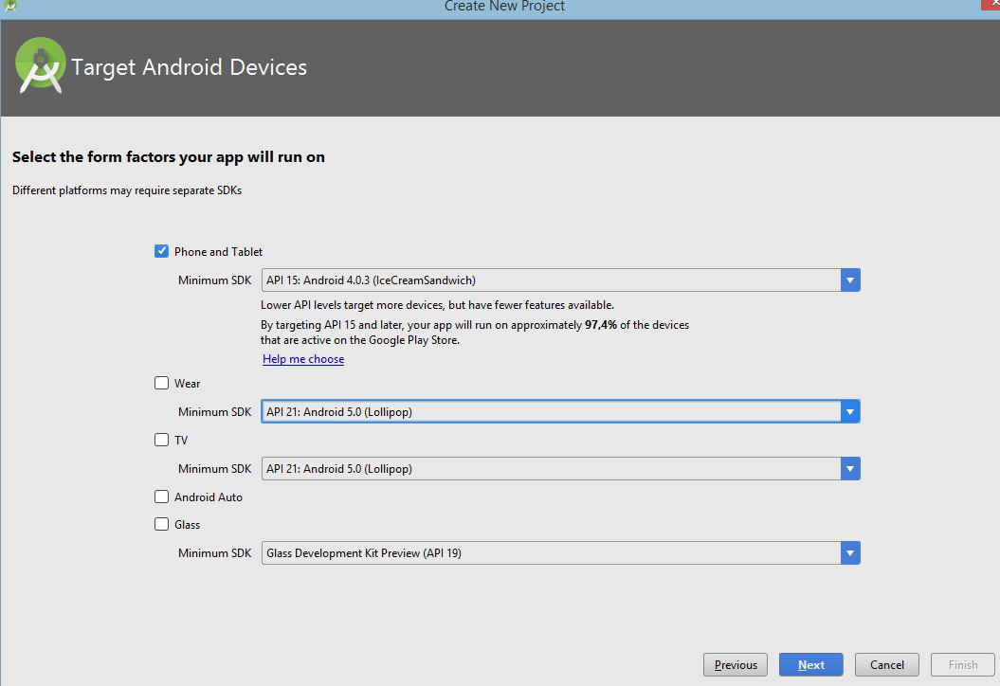 Create New Project
Target Android Devices
Select the form factors your app will run on
Different platforms may require separate SDKs
Phone and Tablet
Minimum SDK API 15: Android 4.0.3 (IceCreamSandwich)
Lower API levels target more devices, but have fewer features available.
By targeting API 15 and later, your app will run on approximately 97,4% of the devices
that are active on the Google Play Store.
Help me choose
Wear
Minimum SDK API 21: Android 5.0 (Lollipop)
TV
Minimum SDK API 21: Android 5.0 (Lollipop)
Android Auto
Glass
Minimum SDK Glass Development Kit Preview (API 19)
Previous Next Cancel Finish